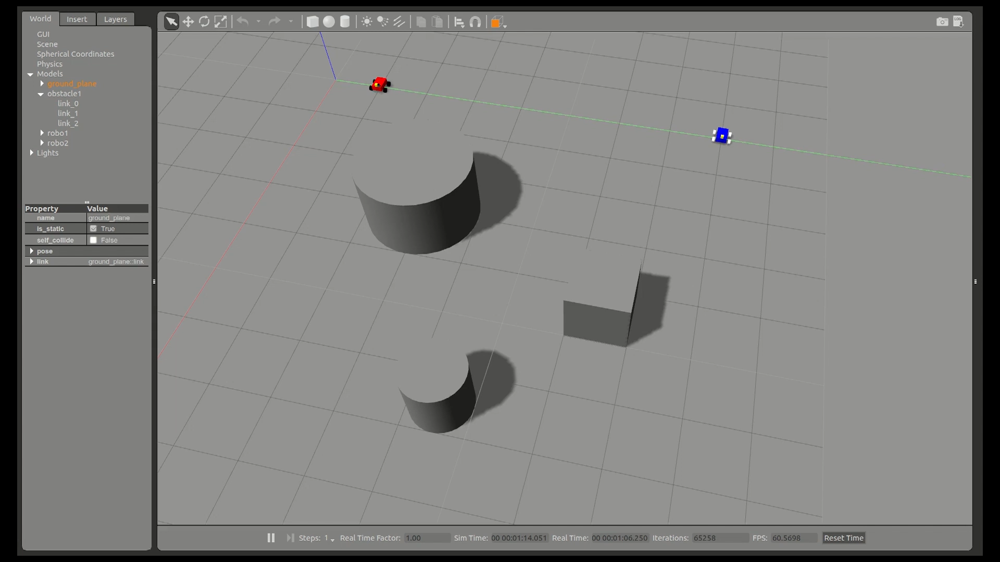 World Insert Layers
GUI
Scene
Spherical Coordinates
Physics
Models
ground_plane
obstacle1
link_0
link_1
link_2
robo1
robo2
Lights
Property Value
name ground_plane
is_static True
self_collide False
pose
link ground_plane::link
LOG
Steps: 1 Real Time Factor: 1.00 Sim Time: 00 00:01:14.051 Real Time: 00 00:01:06.250 Iterations: 65258 FPS: 60.5698 Reset Time